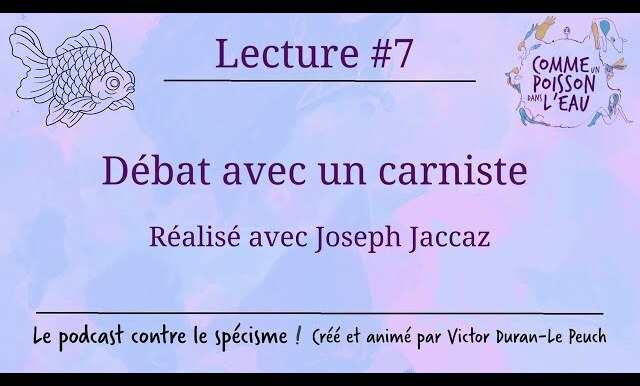 Lecture #7
COMME UN
POISSON
DANS L'EAU
Débat avec un carniste
Réalisé avec Joseph Jaccaz
Le podcast contre le spécisme ! Créé et animé par Victor Duran-Le Peuch